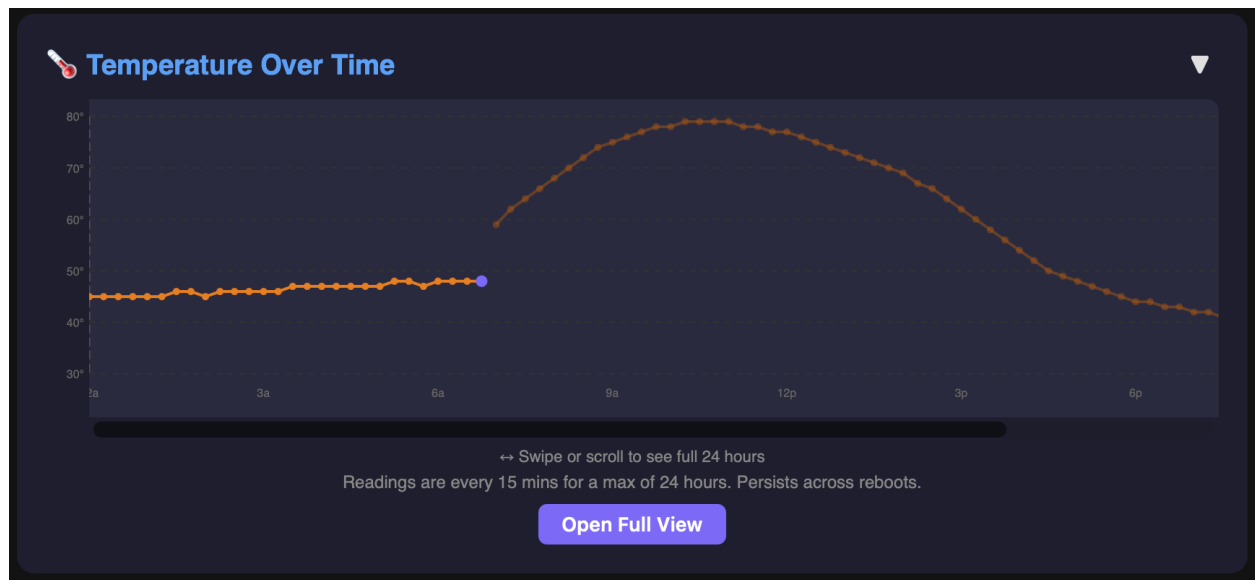 Temperature Over Time
80°
70°
60°
50°
40°
30°
2a 3a 6a 9a 12p 3p 6p
↔ Swipe or scroll to see full 24 hours
Readings are every 15 mins for a max of 24 hours. Persists across reboots.
Open Full View